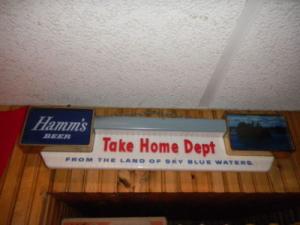 Hamm's
BEER
Take Home Dept
FROM THE LAND OF SKY BLUE WATERS